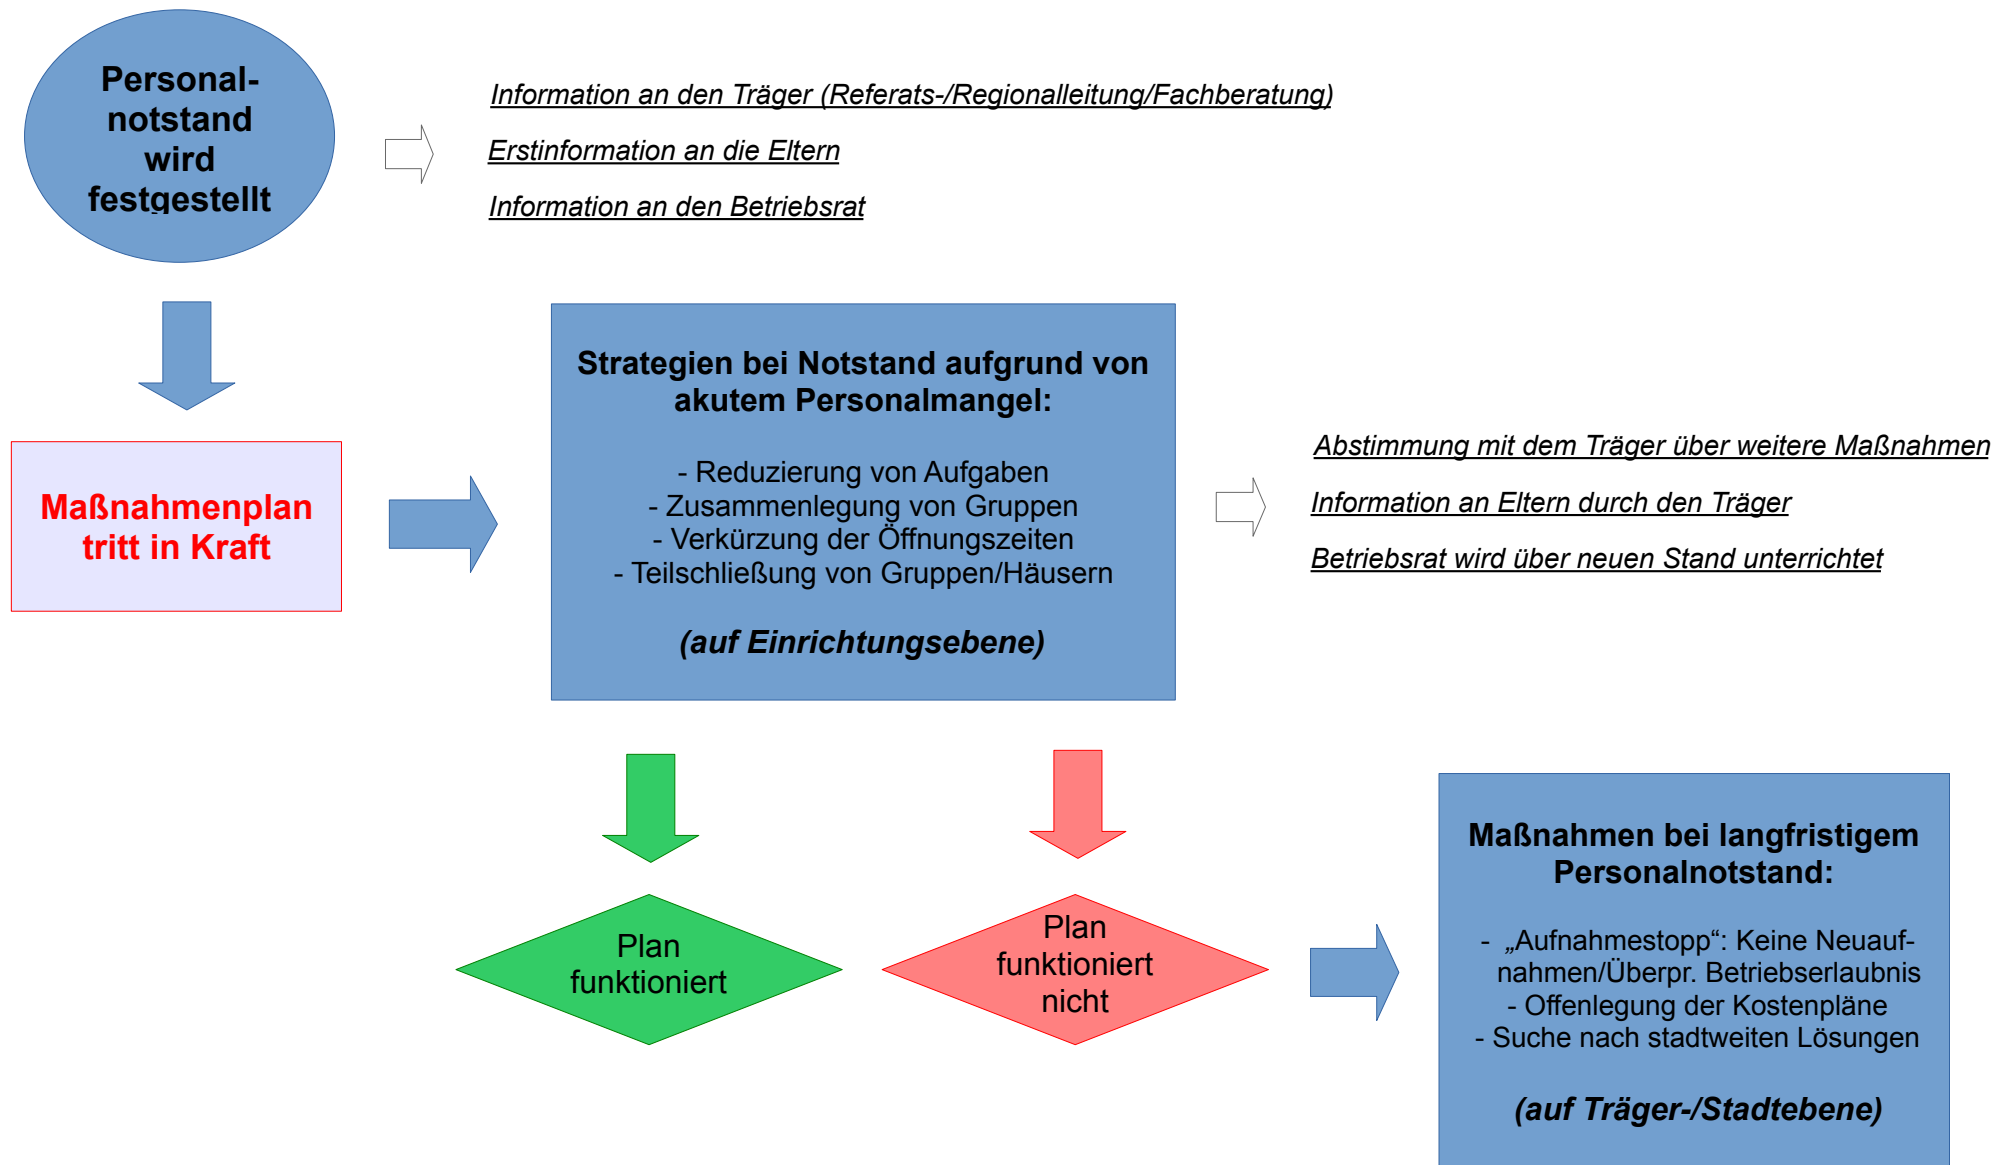 Personal-
notstand
wird
festgestellt
Information an den Träger (Referats-/Regionalleitung/Fachberatung)
Erstinformation an die Eltern
Information an den Betriebsrat
Maßnahmenplan
tritt in Kraft
Strategien bei Notstand aufgrund von
akutem Personalmangel:
- Reduzierung von Aufgaben
- Zusammenlegung von Gruppen
- Verkürzung der Öffnungszeiten
- Teilschließung von Gruppen/Häusern
(auf Einrichtungsebene)
Abstimmung mit dem Träger über weitere Maßnahmen
Information an Eltern durch den Träger
Betriebsrat wird über neuen Stand unterrichtet
Plan
funktioniert
Plan
funktioniert
nicht
Maßnahmen bei langfristigem
Personalnotstand:
- „Aufnahmestopp“: Keine Neuauf-
nahmen/Überpr. Betriebserlaubnis
- Offenlegung der Kostenpläne
- Suche nach stadtweiten Lösungen
(auf Träger-/Stadtebene)